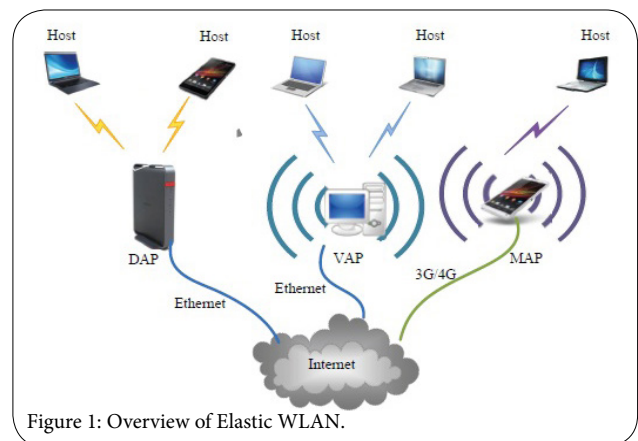 Host
Host
Host
Host
Host
DAP
VAP
MAP
3G/4G
Ethernet
Ethernet
Internet
Figure 1: Overview of Elastic WLAN.